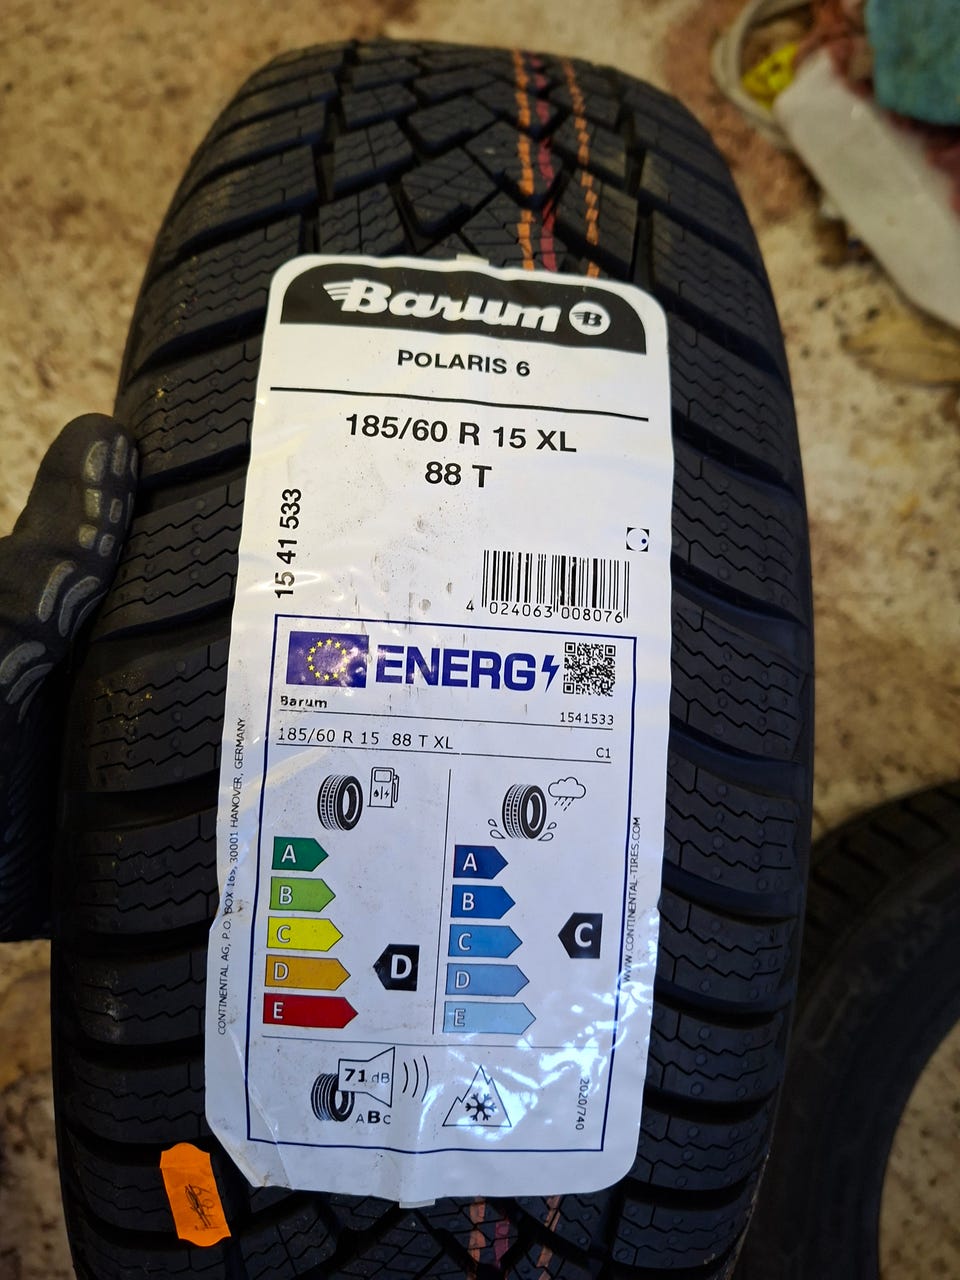 Barum B
POLARIS 6
185/60 R 15 XL
88 T
15 41 533
4 024063 008076
ENERG
Barum
1541533
185/60 R 15 88 T XL
C1
A
B
C
D
E
D
A
B
C
D
E
C
71 dB
ABC
2020/740
CONTINENTAL AG, P.O. BOX 169, 30001 HANOVER, GERMANY
WWW.CONTINENTAL-TIRES.COM